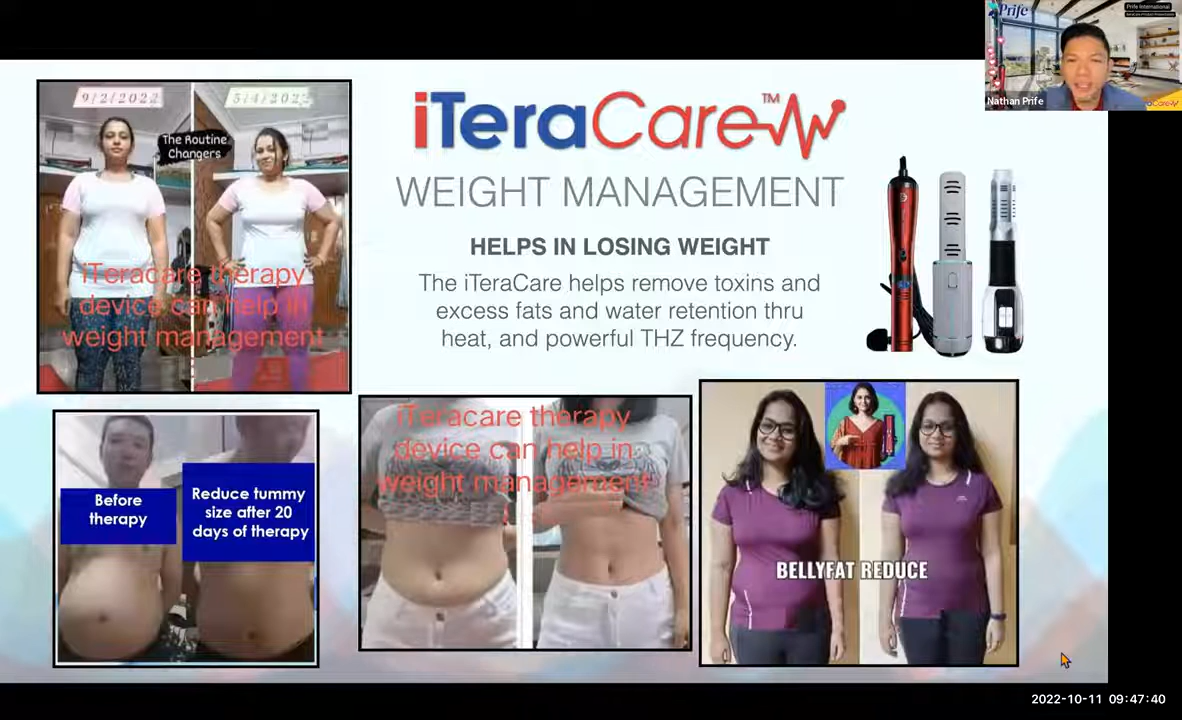 9/2/2022
5/4/2022
The Routine
Changers
iTeracare therapy
device can help in
weight management
iTeraCare™
WEIGHT MANAGEMENT
HELPS IN LOSING WEIGHT
The iTeraCare helps remove toxins and
excess fats and water retention thru
heat, and powerful THZ frequency.
Prife
Prife International
Nathan Prife
Before
therapy
Reduce tummy
size after 20
days of therapy
iTeracare therapy
device can help in
weight management
BELLYFAT REDUCE
2022-10-11 09:47:40